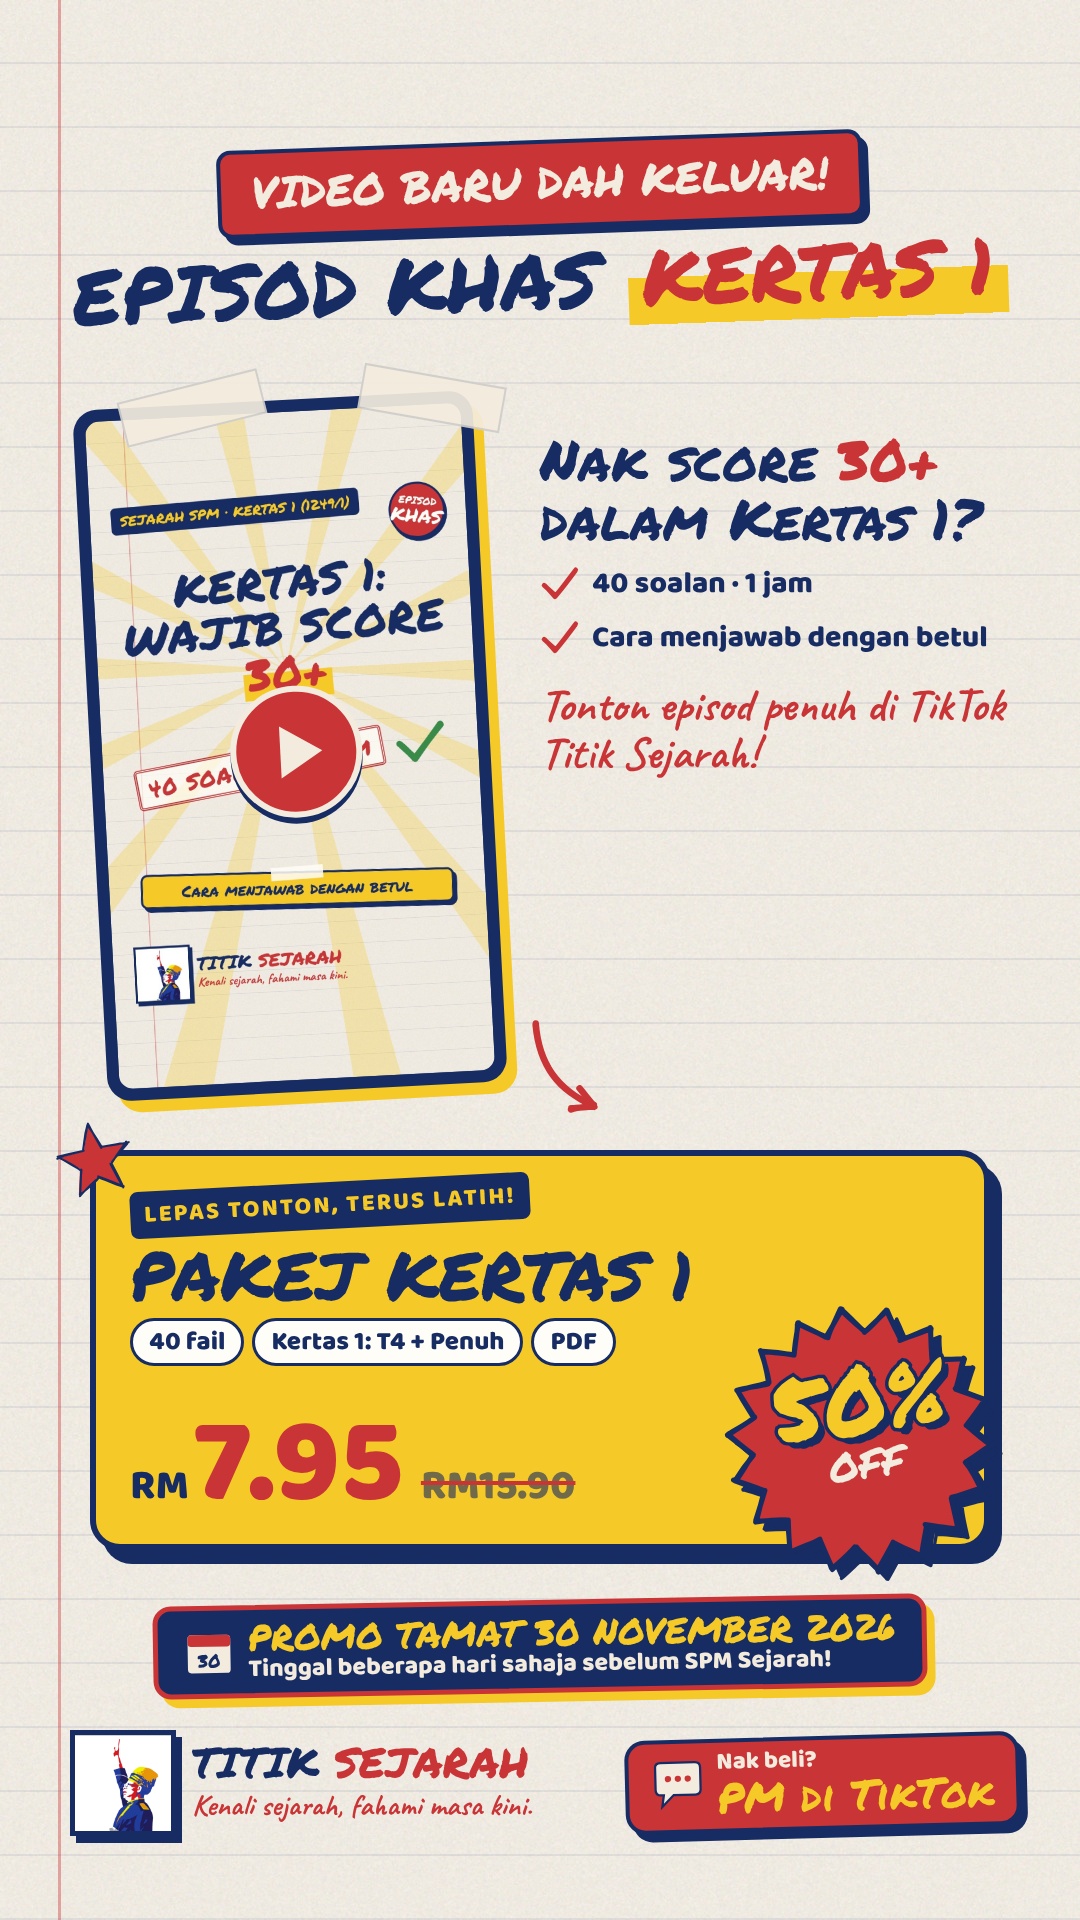 VIDEO BARU DAH KELUAR!
EPISOD KHAS KERTAS 1
SEJARAH SPM · KERTAS 1 (1249/1)
EPISOD
KHAS
KERTAS 1:
WAJIB SCORE
30+
40 SOA
CARA MENJAWAB DENGAN BETUL
TITIK SEJARAH
Kenali sejarah, fahami masa kini.
NAK SCORE 30+
DALAM KERTAS 1?
40 soalan · 1 jam
Cara menjawab dengan betul
Tonton episod penuh di TikTok
Titik Sejarah!
LEPAS TONTON, TERUS LATIH!
PAKEJ KERTAS 1
40 fail
Kertas 1: T4 + Penuh
PDF
RM 7.95 RM15.90
50%
OFF
30
PROMO TAMAT 30 NOVEMBER 2026
Tinggal beberapa hari sahaja sebelum SPM Sejarah!
TITIK SEJARAH
Kenali sejarah, fahami masa kini.
Nak beli?
PM DI TIKTOK